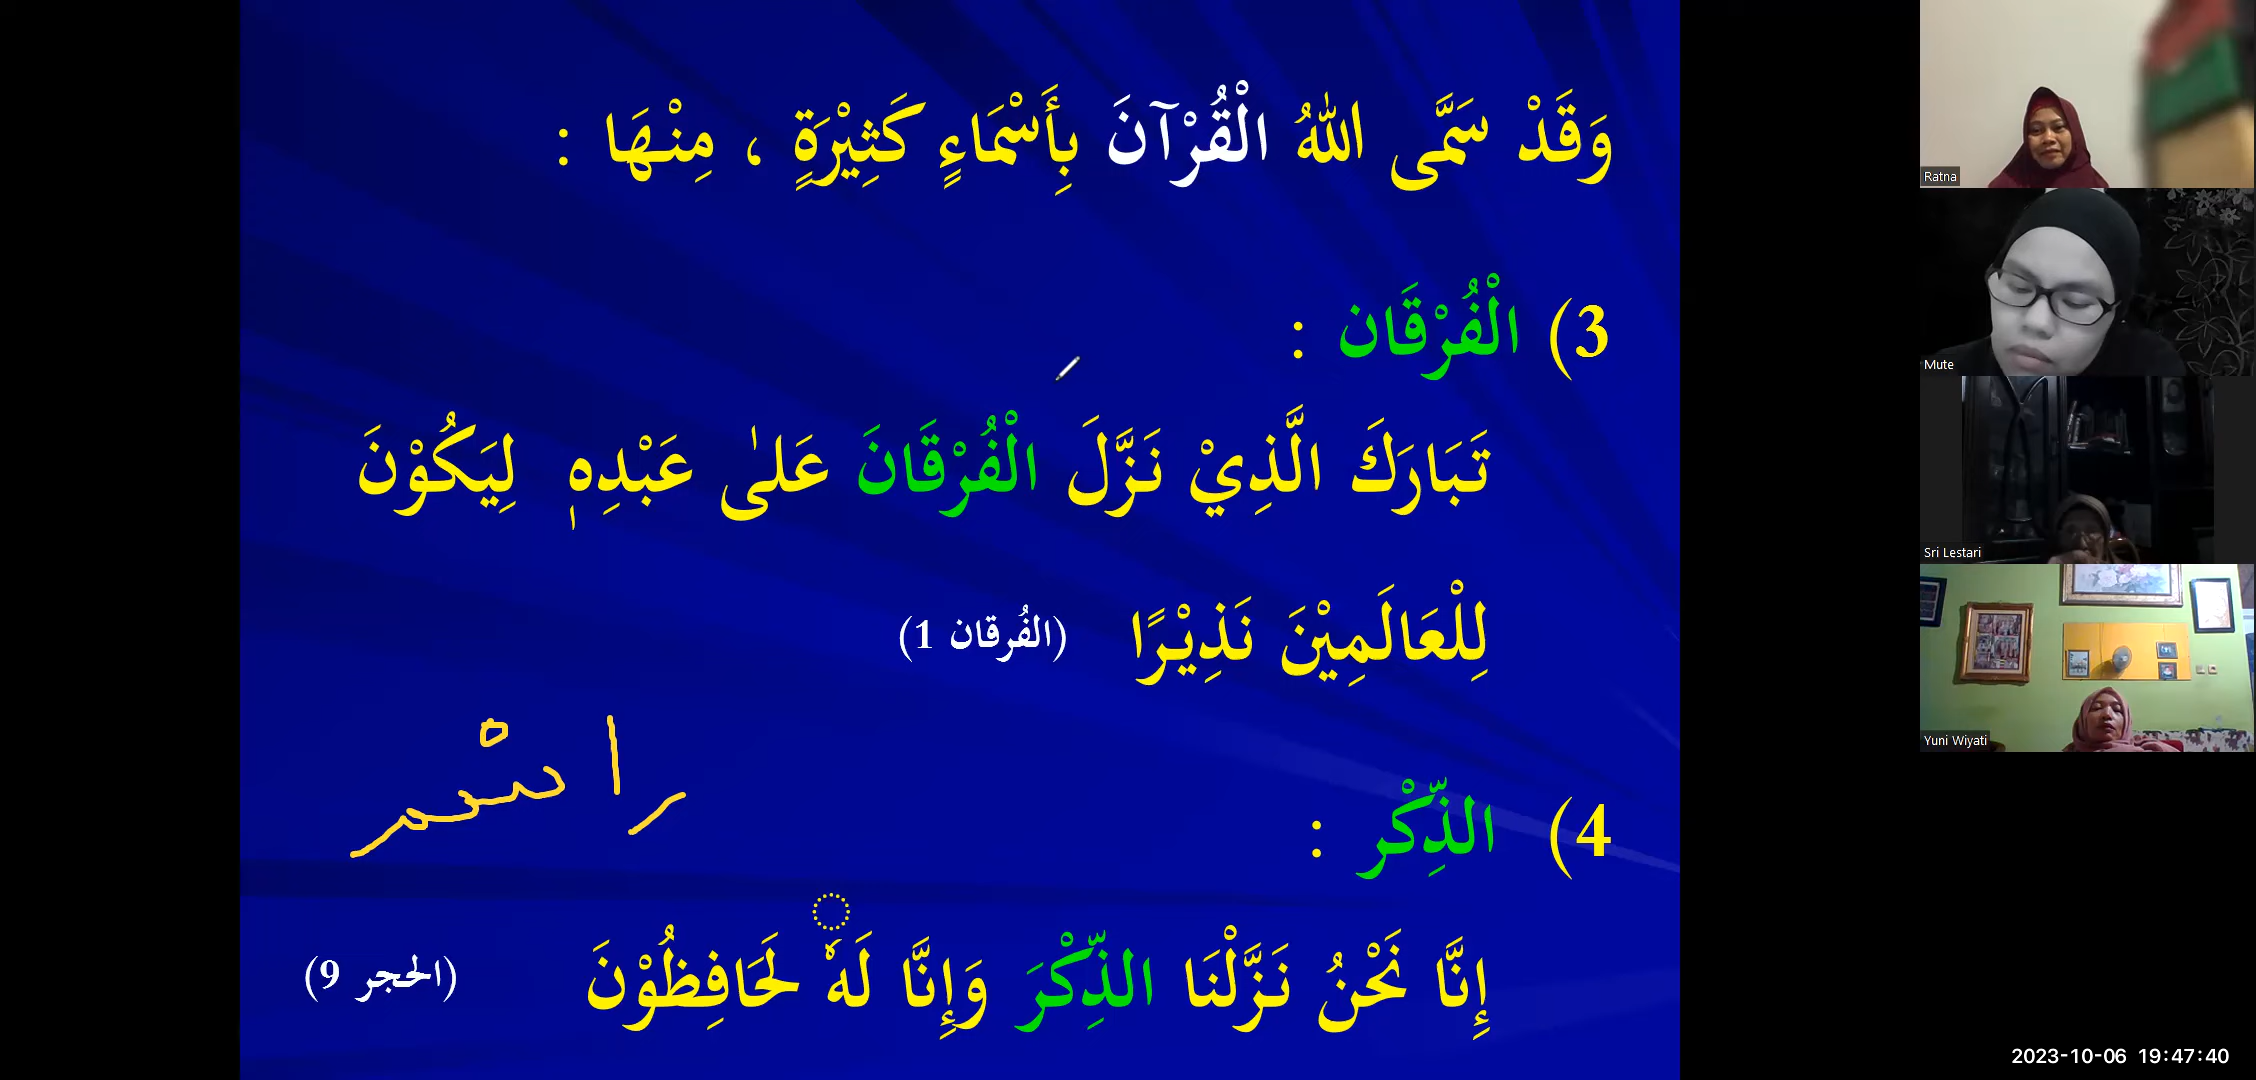 وَقَدْ سَمَّى اللهُ الْقُرْآنَ بِأَسْمَاءٍ كَثِيْرَةٍ ، مِنْهَا :
3) الْفُرْقَان :
تَبَارَكَ الَّذِيْ نَزَّلَ الْفُرْقَانَ عَلىٰ عَبْدِهٖ لِيَكُوْنَ
لِلْعَالَمِيْنَ نَذِيْرًا (الفُرقان 1)
4) الذِّكْر :
إِنَّا نَحْنُ نَزَّلْنَا الذِّكْرَ وَإِنَّا لَهٗ لَحَافِظُوْنَ (الحجر 9)
Ratna
Mute
Sri Lestari
Yuni Wiyati
2023-10-06 19:47:40